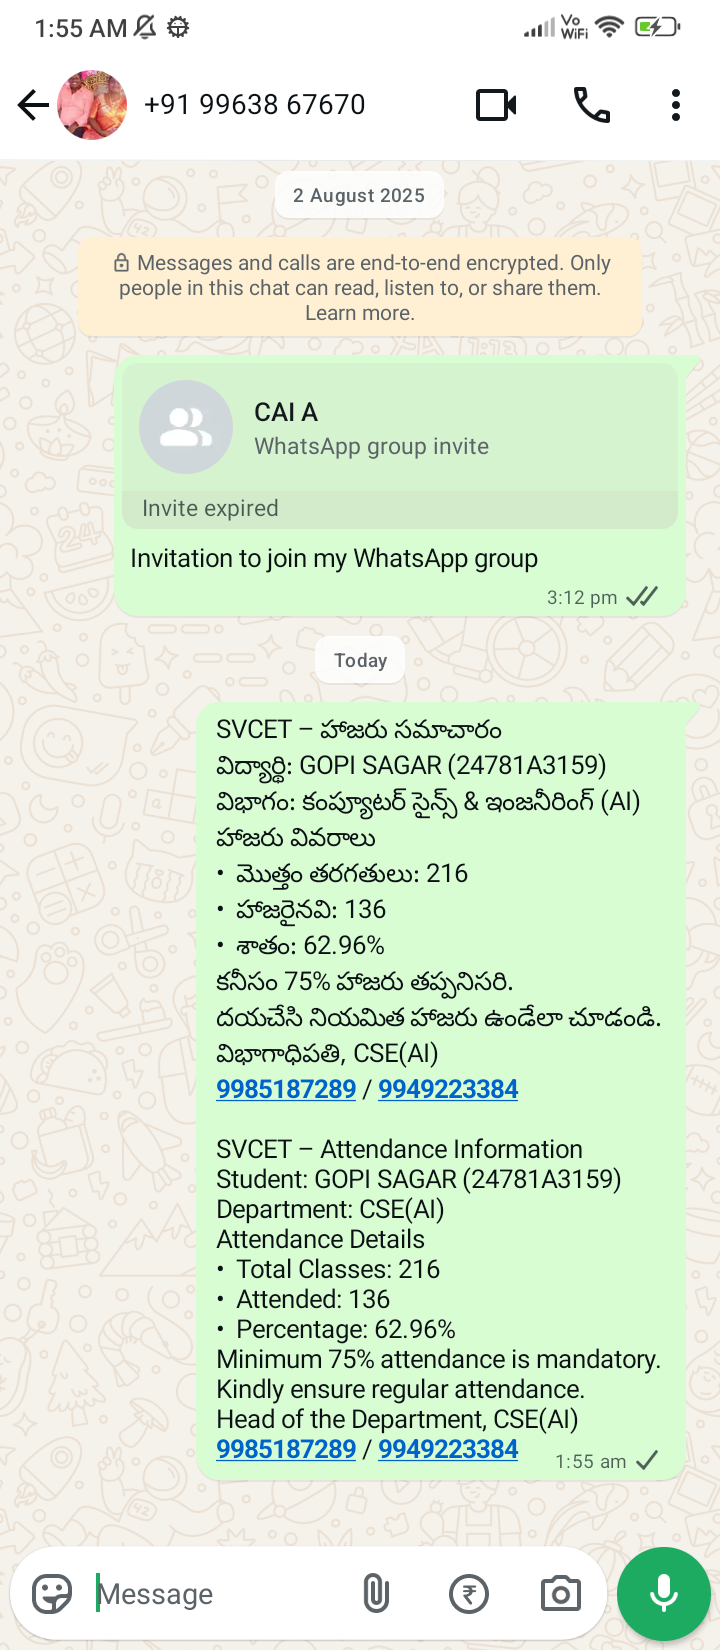 1:55 AM
Vo
WiFi
+91 99638 67670
2 August 2025
Messages and calls are end-to-end encrypted. Only
people in this chat can read, listen to, or share them.
Learn more.
CAI A
WhatsApp group invite
Invite expired
Invitation to join my WhatsApp group
3:12 pm
Today
SVCET – హాజరు సమాచారం
విద్యార్థి: GOPI SAGAR (24781A3159)
విభాగం: కంప్యూటర్ సైన్స్ & ఇంజనీరింగ్ (AI)
హాజరు వివరాలు
• మొత్తం తరగతులు: 216
• హాజరైనవి: 136
• శాతం: 62.96%
కనీసం 75% హాజరు తప్పనిసరి.
దయచేసి నియమిత హాజరు ఉండేలా చూడండి.
విభాగాధిపతి, CSE(AI)
9985187289 / 9949223384
SVCET – Attendance Information
Student: GOPI SAGAR (24781A3159)
Department: CSE(AI)
Attendance Details
• Total Classes: 216
• Attended: 136
• Percentage: 62.96%
Minimum 75% attendance is mandatory.
Kindly ensure regular attendance.
Head of the Department, CSE(AI)
9985187289 / 9949223384
1:55 am
Message